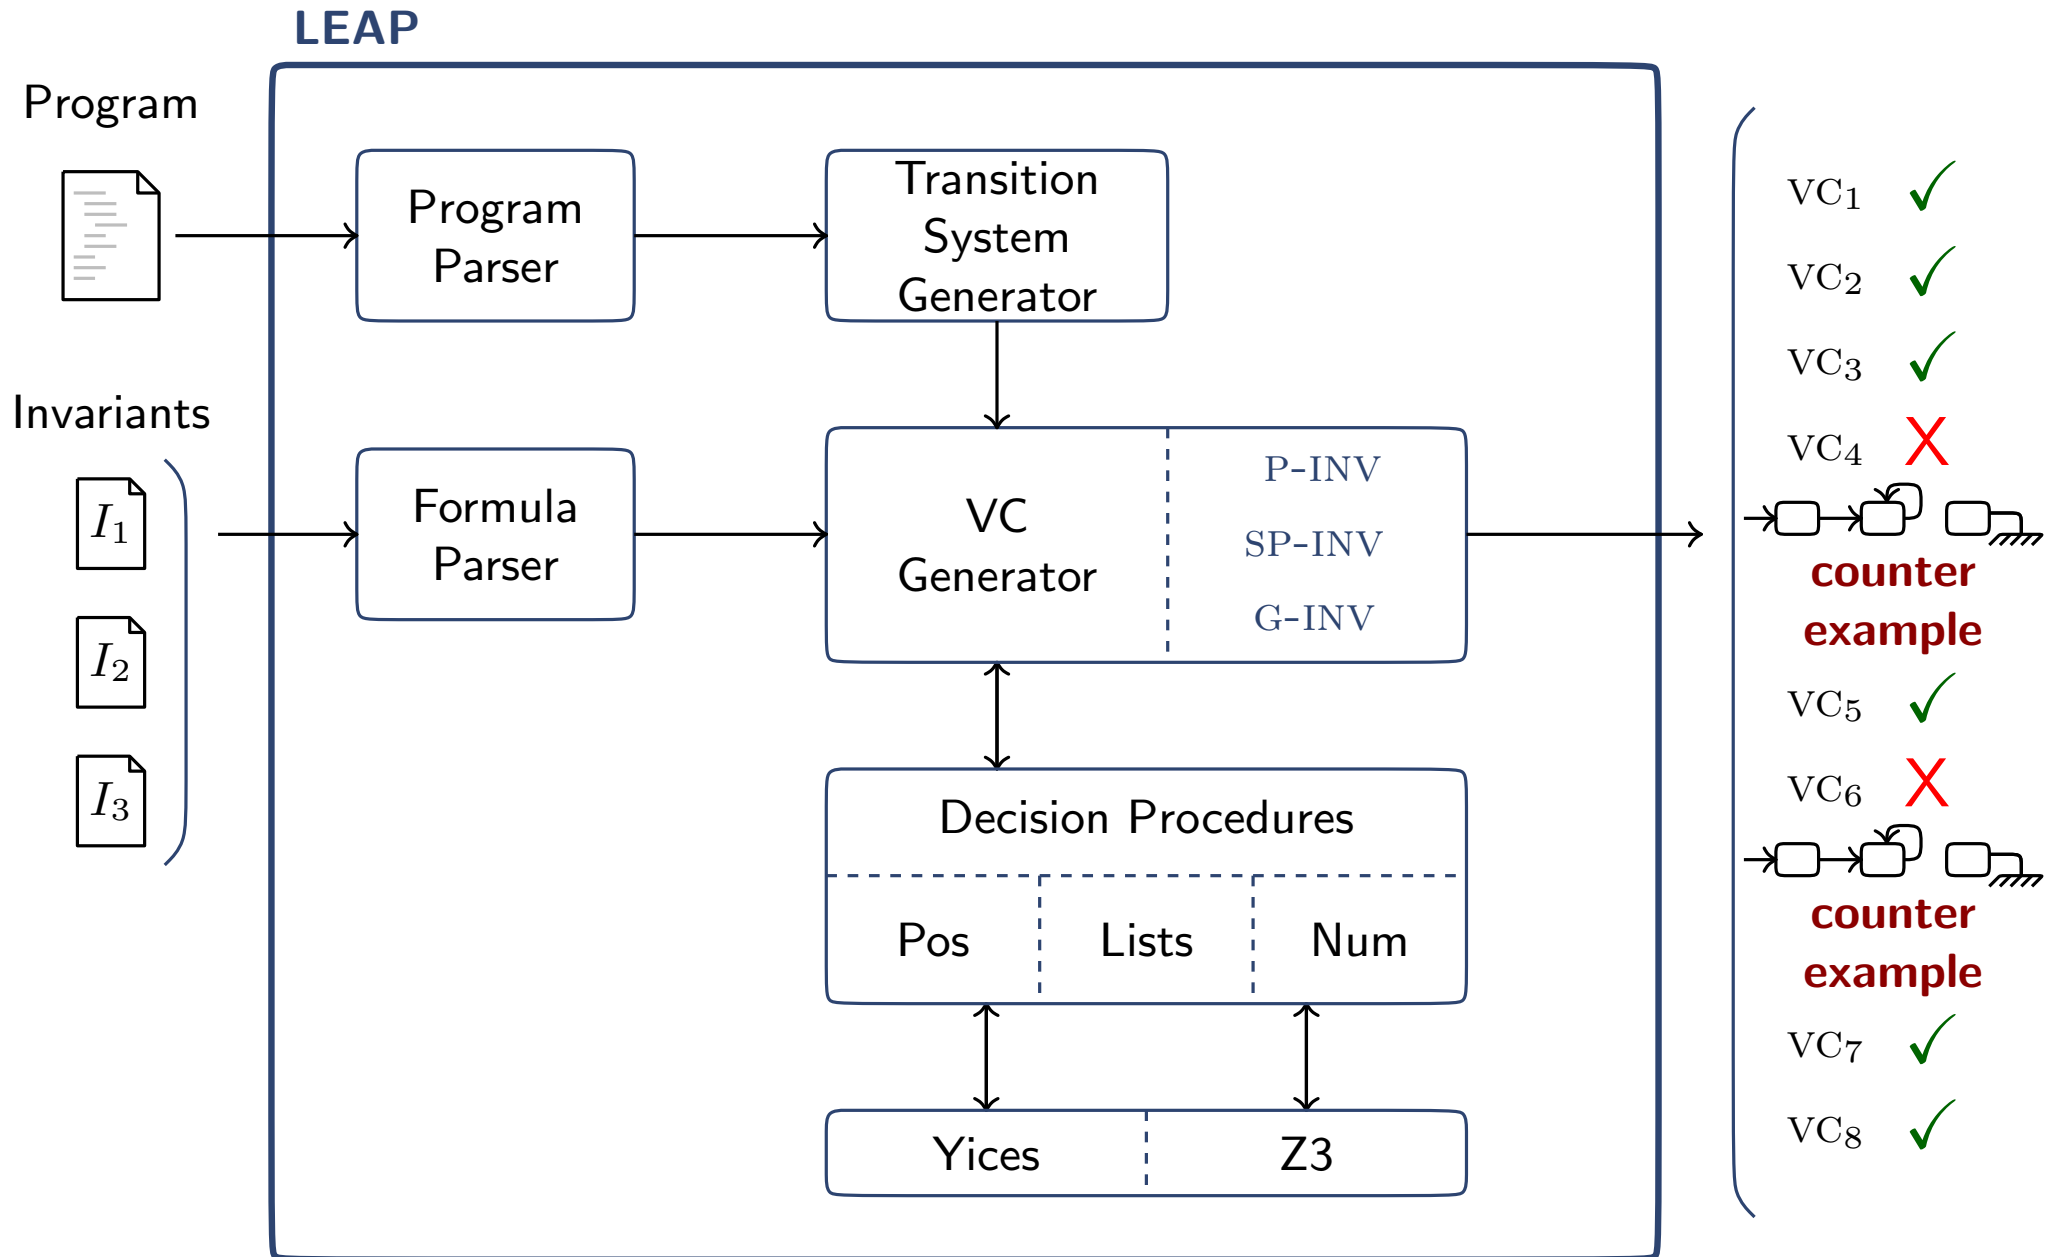 LEAP
Program
Program
Parser
Transition
System
Generator
Invariants
I1
I2
I3
Formula
Parser
VC
Generator
P-INV
SP-INV
G-INV
Decision Procedures
Pos
Lists
Num
Yices
Z3
VC1 ✓
VC2 ✓
VC3 ✓
VC4 X
counter
example
VC5 ✓
VC6 X
counter
example
VC7 ✓
VC8 ✓